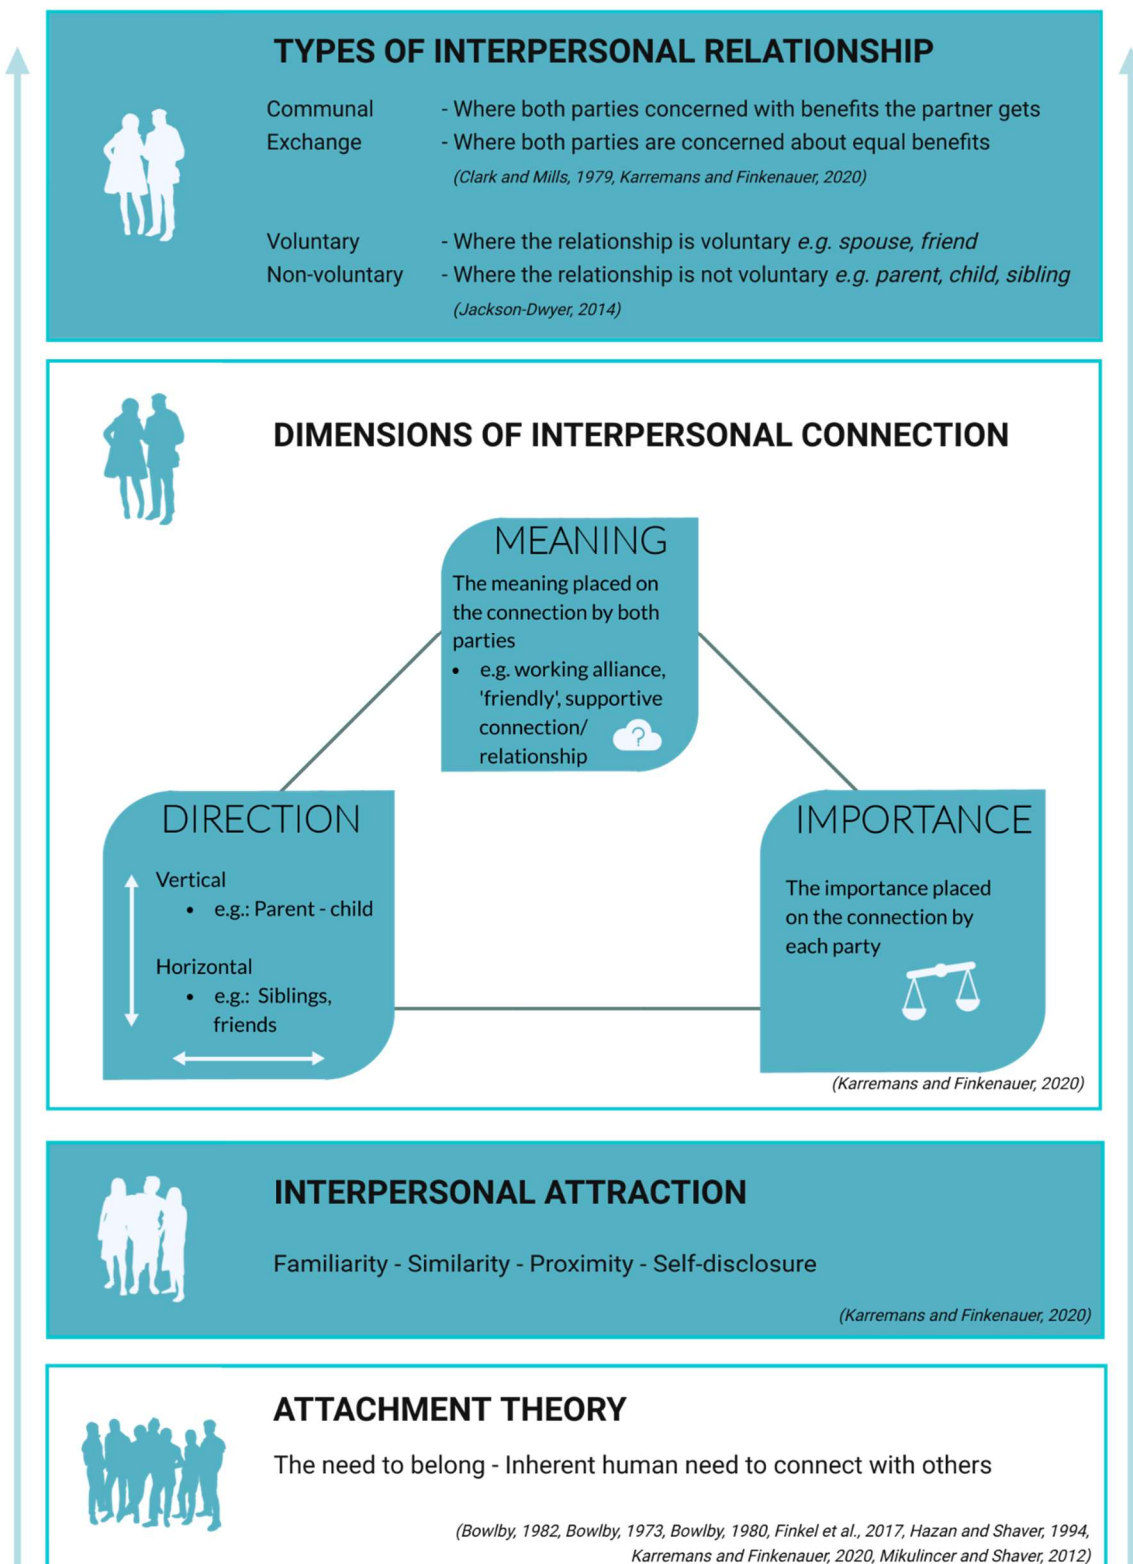 TYPES OF INTERPERSONAL RELATIONSHIP
Communal - Where both parties concerned with benefits the partner gets
Exchange - Where both parties are concerned about equal benefits
(Clark and Mills, 1979, Karremans and Finkenauer, 2020)
Voluntary - Where the relationship is voluntary e.g. spouse, friend
Non-voluntary - Where the relationship is not voluntary e.g. parent, child, sibling
(Jackson-Dwyer, 2014)
DIMENSIONS OF INTERPERSONAL CONNECTION
MEANING
The meaning placed on
the connection by both
parties
• e.g. working alliance,
'friendly', supportive
connection/
relationship
?
DIRECTION
Vertical
• e.g.: Parent - child
Horizontal
• e.g.: Siblings,
friends
IMPORTANCE
The importance placed
on the connection by
each party
(Karremans and Finkenauer, 2020)
INTERPERSONAL ATTRACTION
Familiarity - Similarity - Proximity - Self-disclosure
(Karremans and Finkenauer, 2020)
ATTACHMENT THEORY
The need to belong - Inherent human need to connect with others
(Bowlby, 1982, Bowlby, 1973, Bowlby, 1980, Finkel et al., 2017, Hazan and Shaver, 1994,
Karremans and Finkenauer, 2020, Mikulincer and Shaver, 2012)